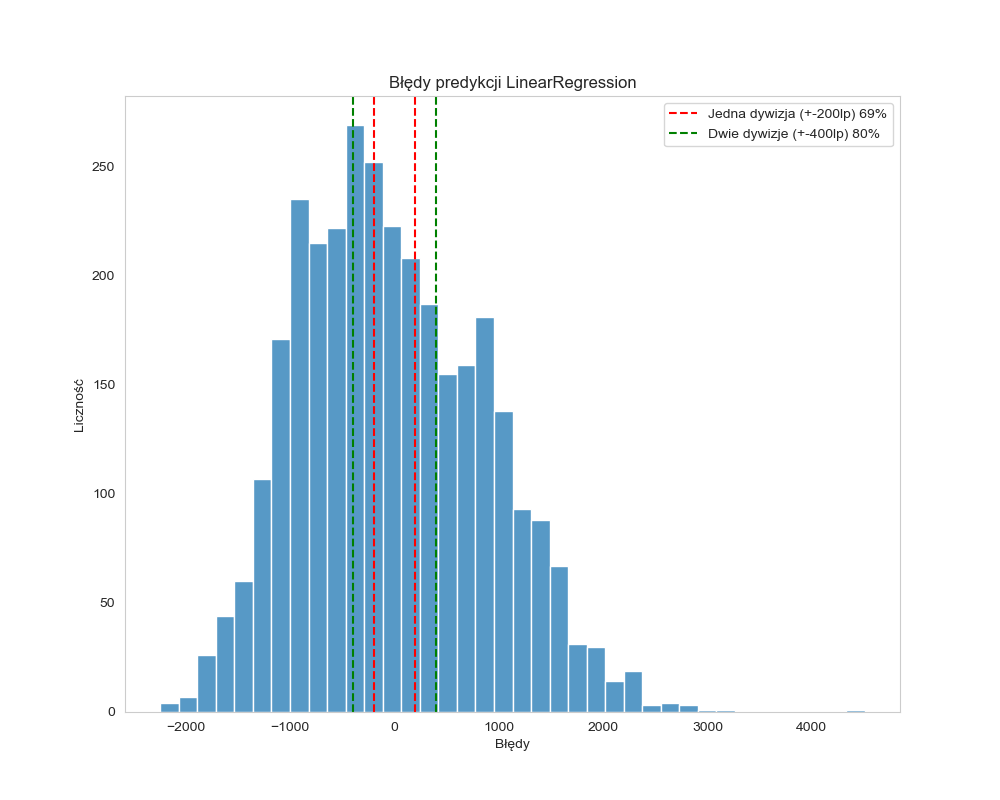 Błędy predykcji LinearRegression
Jedna dywizja (+-200lp) 69%
Dwie dywizje (+-400lp) 80%
Liczność
250
200
150
100
50
0
−2000
−1000
0
1000
2000
3000
4000
Błędy